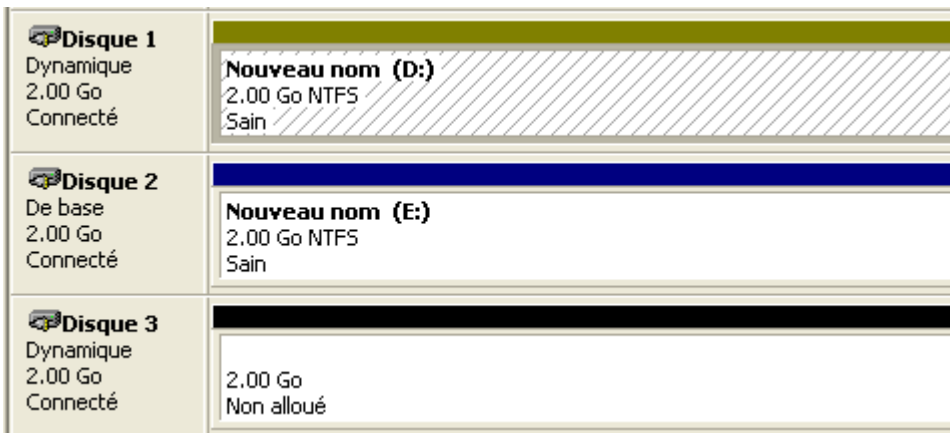 Disque 1
Dynamique
2.00 Go
Connecté
Nouveau nom (D:)
2.00 Go NTFS
Sain
Disque 2
De base
2.00 Go
Connecté
Nouveau nom (E:)
2.00 Go NTFS
Sain
Disque 3
Dynamique
2.00 Go
Connecté
2.00 Go
Non alloué